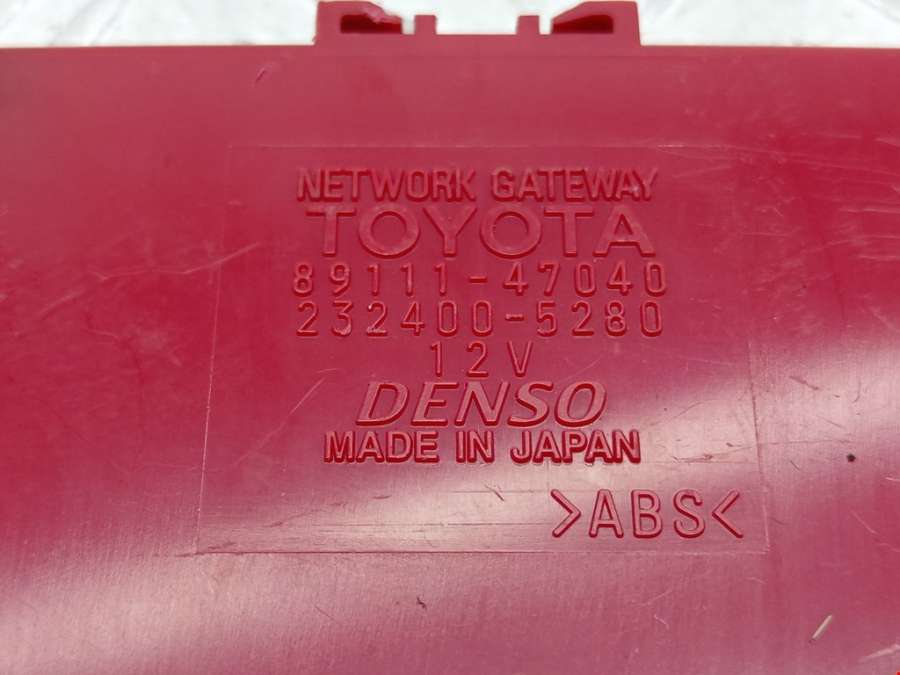 NETWORK GATEWAY
TOYOTA
89111-47040
232400-5280
12V
DENSO
MADE IN JAPAN
>ABS<